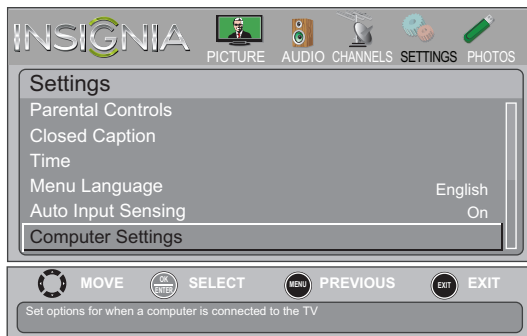 INSIGNIA
PICTURE AUDIO CHANNELS SETTINGS PHOTOS
Settings
Parental Controls
Closed Caption
Time
Menu Language English
Auto Input Sensing On
Computer Settings
MOVE OK ENTER SELECT MENU PREVIOUS EXIT EXIT
Set options for when a computer is connected to the TV